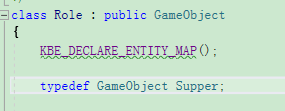 class Role : public GameObject
{
KBE_DECLARE_ENTITY_MAP();
typedef GameObject Supper;